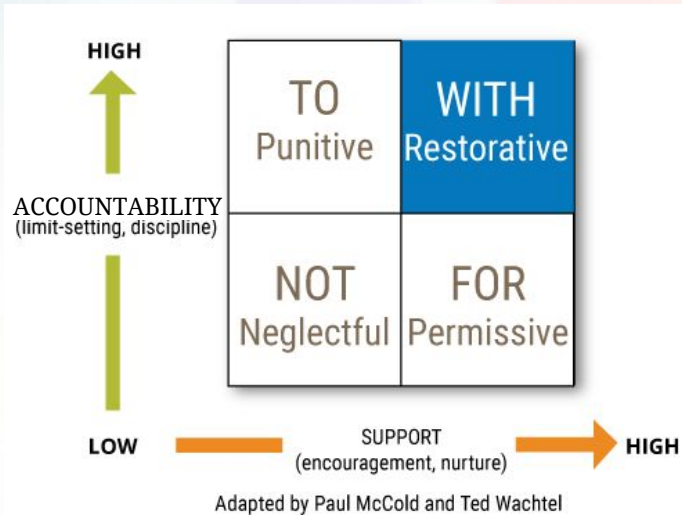 HIGH
TO
Punitive
WITH
Restorative
ACCOUNTABILITY
(limit-setting, discipline)
NOT
Neglectful
FOR
Permissive
LOW
SUPPORT
(encouragement, nurture)
HIGH
Adapted by Paul McCold and Ted Wachtel